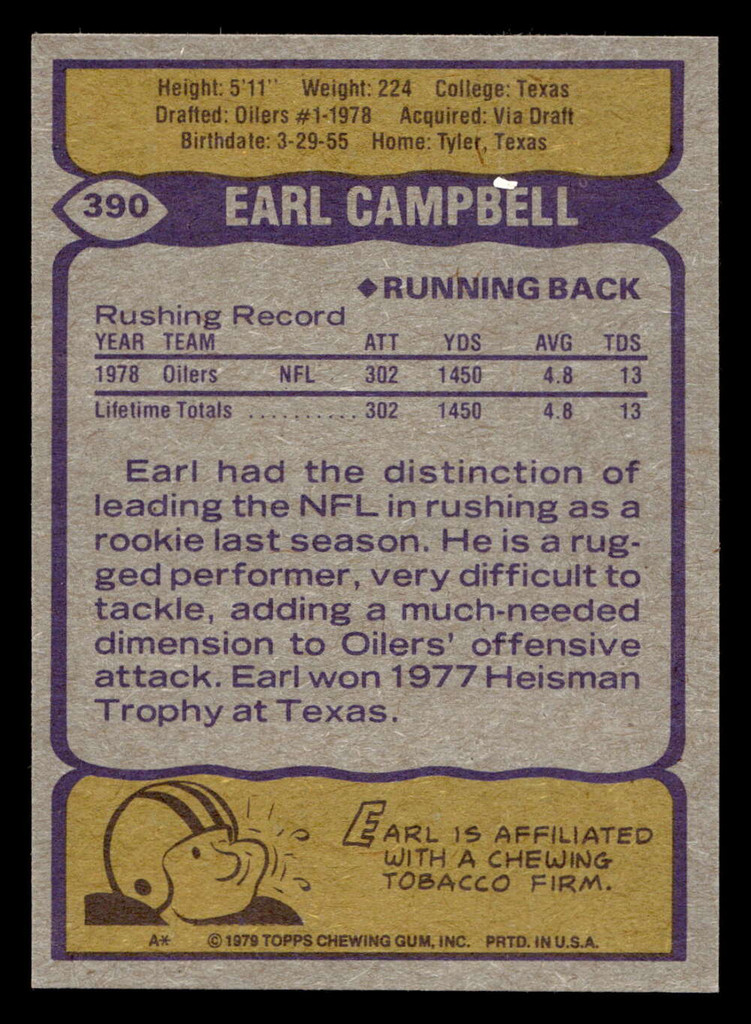 Height: 5'11" Weight: 224 College: Texas
Drafted: Oilers #1-1978 Acquired: Via Draft
Birthdate: 3-29-55 Home: Tyler, Texas
390 EARL CAMPBELL
◆RUNNING BACK
Rushing Record
YEAR TEAM ATT YDS AVG TDS
1978 Oilers NFL 302 1450 4.8 13
Lifetime Totals .......... 302 1450 4.8 13
Earl had the distinction of
leading the NFL in rushing as a
rookie last season. He is a rug-
ged performer, very difficult to
tackle, adding a much-needed
dimension to Oilers' offensive
attack. Earl won 1977 Heisman
Trophy at Texas.
EARL IS AFFILIATED
WITH A CHEWING
TOBACCO FIRM.
A* © 1979 TOPPS CHEWING GUM, INC. PRTD. IN U.S.A.